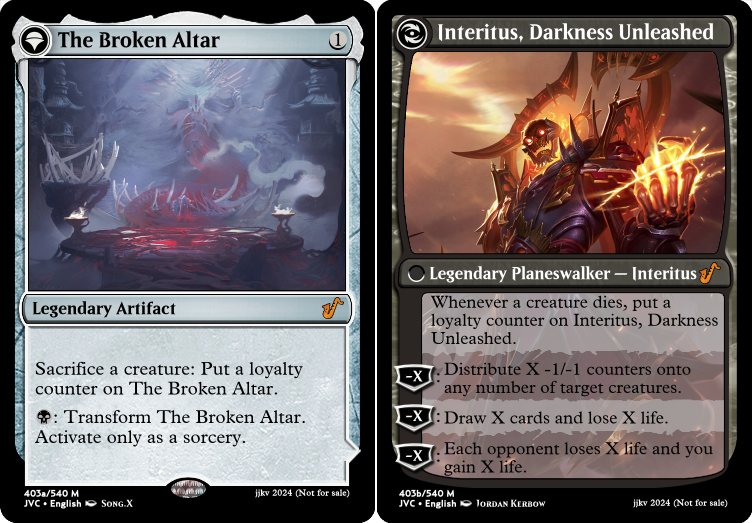 The Broken Altar
1
Legendary Artifact
Sacrifice a creature: Put a loyalty
counter on The Broken Altar.
: Transform The Broken Altar.
Activate only as a sorcery.
403a/540 M
JVC • English Song.X
jjkv 2024 (Not for sale)
Interitus, Darkness Unleashed
Legendary Planeswalker — Interitus
Whenever a creature dies, put a
loyalty counter on Interitus, Darkness
Unleashed.
-X: Distribute X -1/-1 counters onto
any number of target creatures.
-X: Draw X cards and lose X life.
-X: Each opponent loses X life and you
gain X life.
403b/540 M
JVC • English Jordan Kerbow
jjkv 2024 (Not for sale)